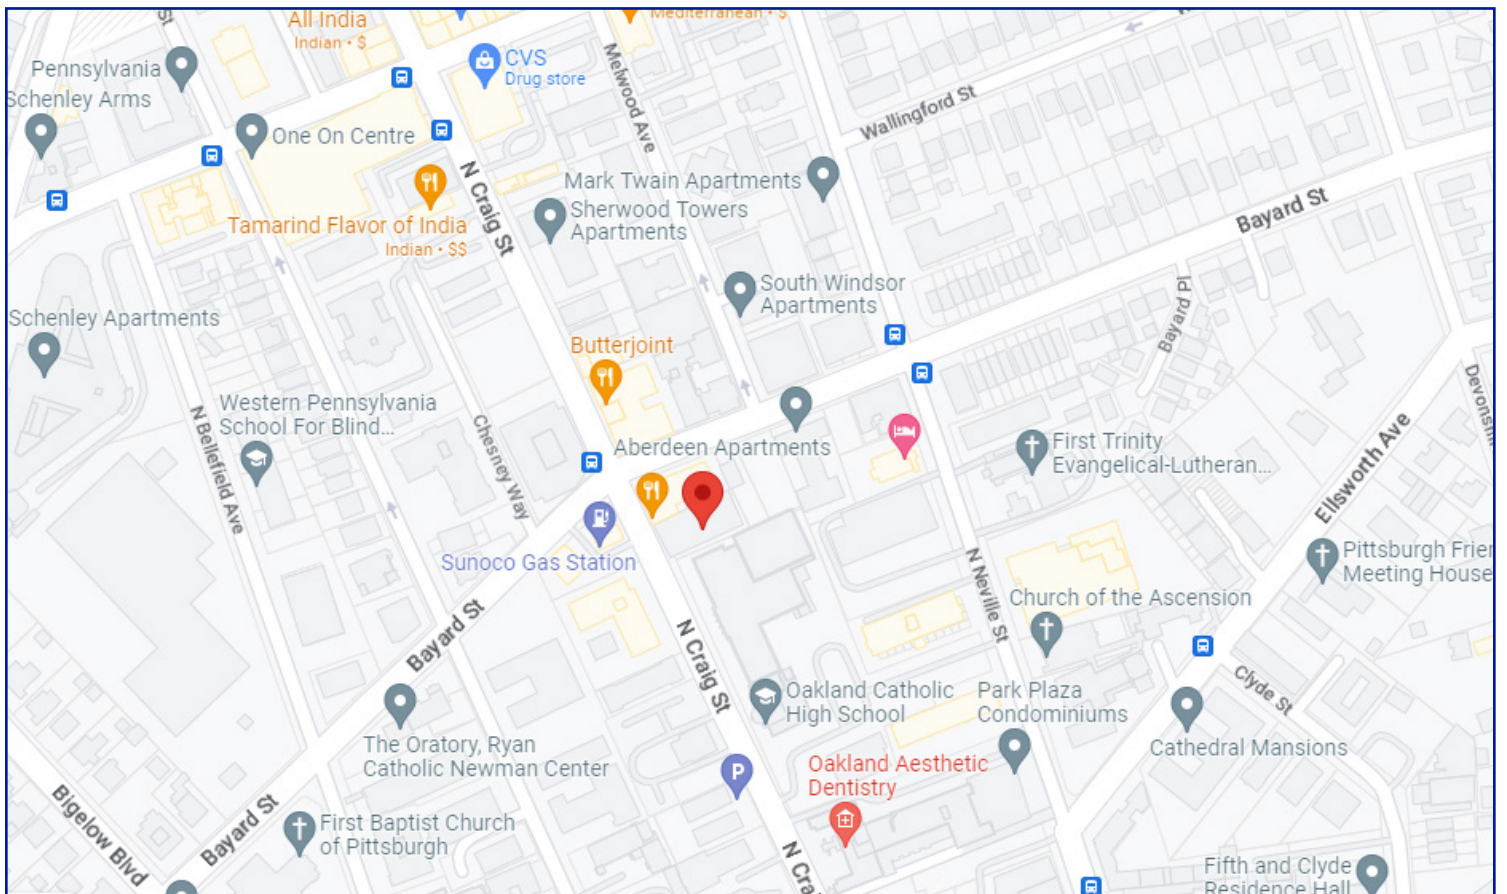 All India
Indian • $
Mediterranean • $
St
Pennsylvania
Schenley Arms
CVS
Drug store
Melwood Ave
Wallingford St
One On Centre
N Craig St
Mark Twain Apartments
Sherwood Towers
Apartments
Tamarind Flavor of India
Indian • $$
Bayard St
South Windsor
Apartments
Bayard Pl
Schenley Apartments
Butterjoint
Western Pennsylvania
School For Blind...
N Bellefield Ave
Chesney Way
Aberdeen Apartments
First Trinity
Evangelical-Lutheran...
Ellsworth Ave
Devonsh
Sunoco Gas Station
N Neville St
Pittsburgh Frien
Meeting House
Church of the Ascension
Bayard St
N Craig St
Oakland Catholic
High School
Park Plaza
Condominiums
Clyde St
Cathedral Mansions
The Oratory, Ryan
Catholic Newman Center
P
Oakland Aesthetic
Dentistry
Bigelow Blvd
Bayard St
First Baptist Church
of Pittsburgh
N Cra
Fifth and Clyde
Residence Hall